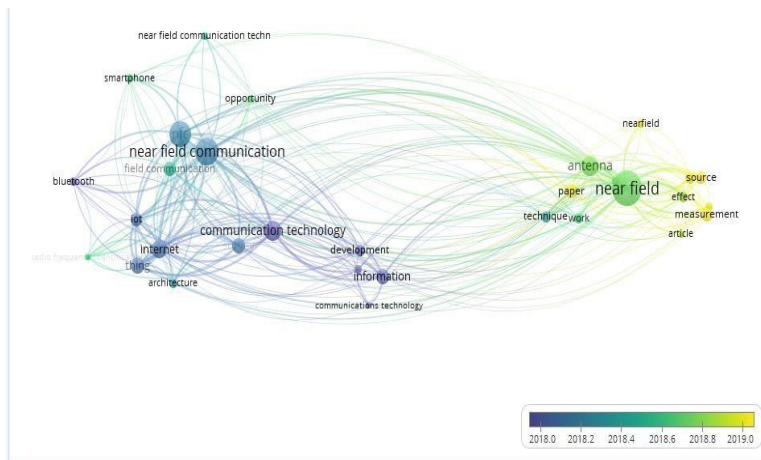 near field communication techn
smartphone
opportunity
nfc
near field communication
field communication
bluetooth
iot
communication technology
internet
thing
architecture
development
information
communications technology
nearfield
antenna
source
paper
near field
effect
technique
work
measurement
article
2018.0 2018.2 2018.4 2018.6 2018.8 2019.0